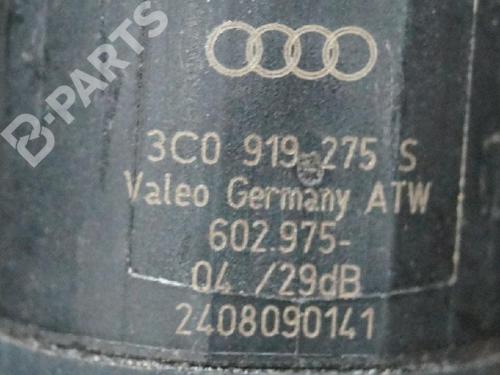 B-PARTS
3C0 919 275 S
Valeo Germany ATW
602.975-
04 /29dB
2408090141